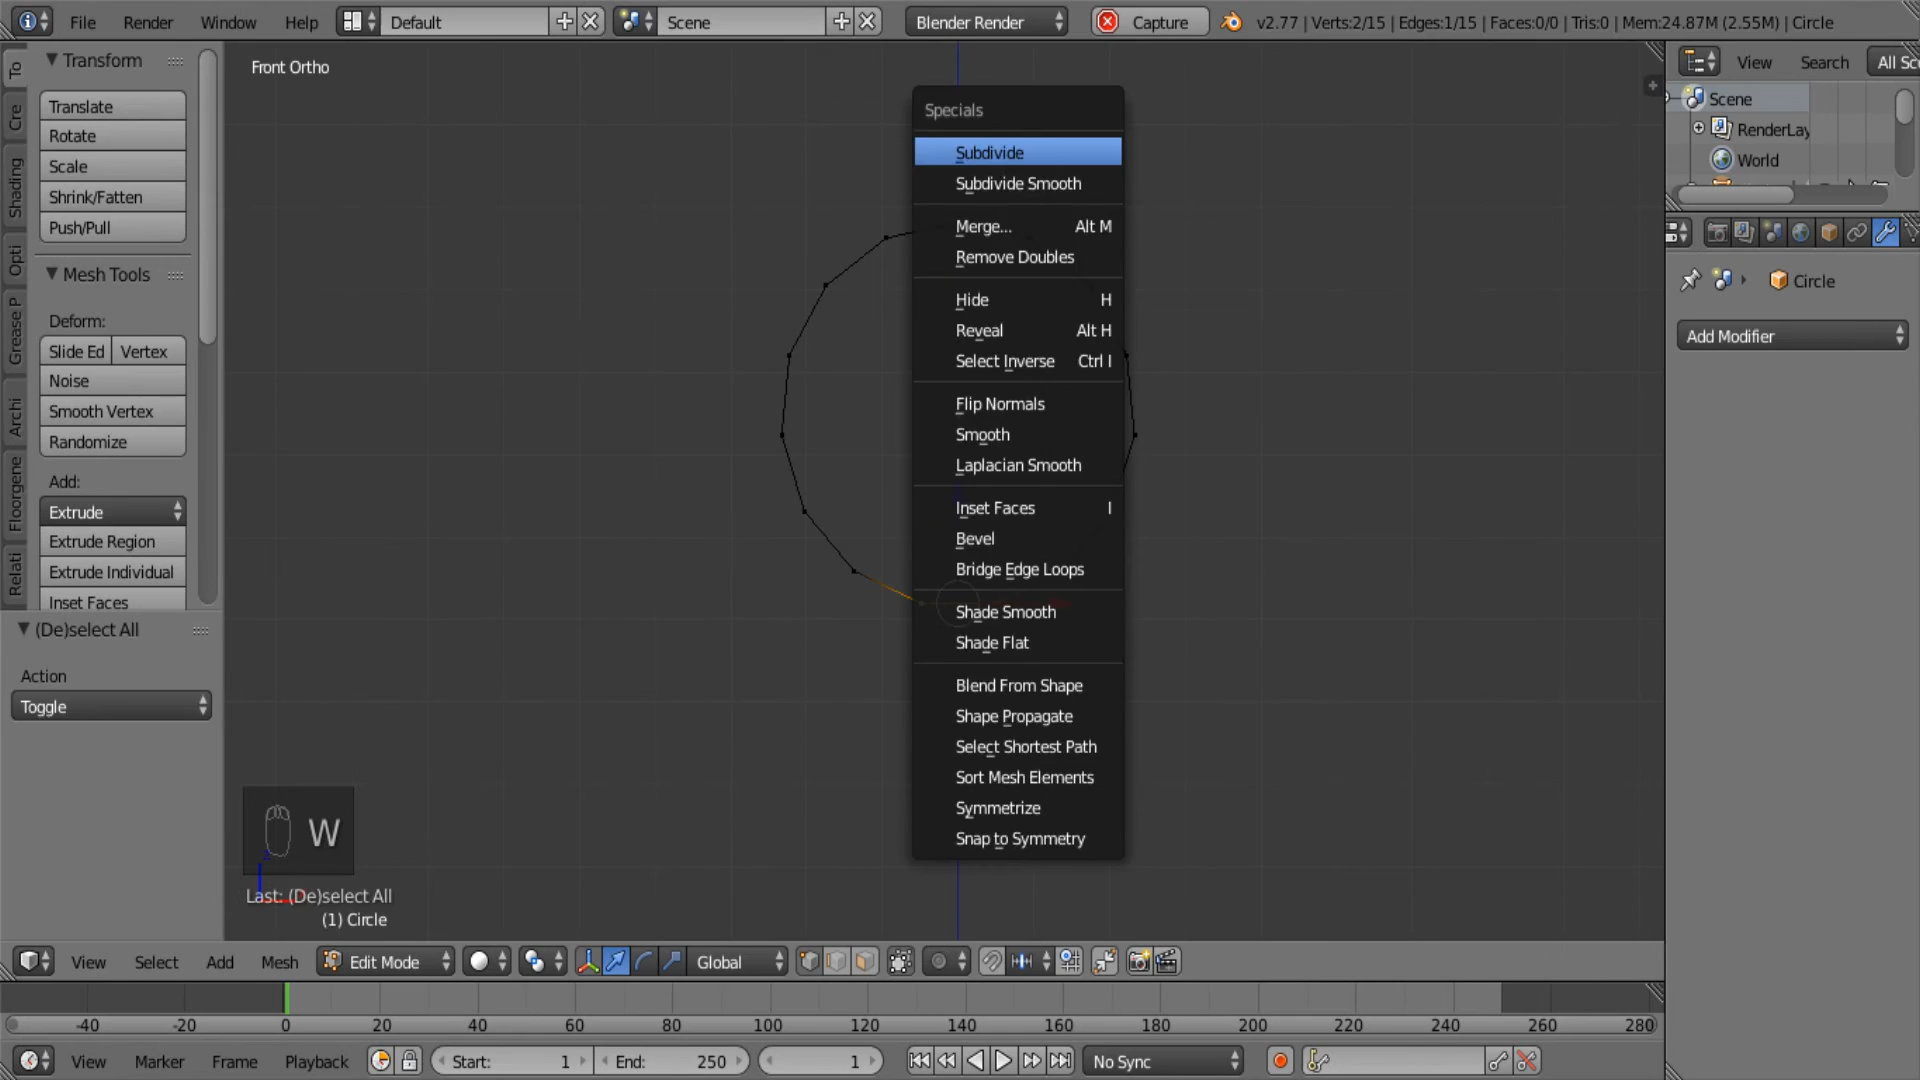 File Render Window Help Default Scene Blender Render Capture v2.77 | Verts:2/15 | Edges:1/15 | Faces:0/0 | Tris:0 | Mem:24.87M (2.55M) | Circle
Transform
Translate
Rotate
Scale
Shrink/Fatten
Push/Pull
Mesh Tools
Deform:
Slide Ed Vertex
Noise
Smooth Vertex
Randomize
Add:
Extrude
Extrude Region
Extrude Individual
Inset Faces
To
Cre
Shading
Opti
Grease P
Archi
Floorgene
Relati
(De)select All
Action
Toggle
Front Ortho
Specials
Subdivide
Subdivide Smooth
Merge... Alt M
Remove Doubles
Hide H
Reveal Alt H
Select Inverse Ctrl I
Flip Normals
Smooth
Laplacian Smooth
Inset Faces I
Bevel
Bridge Edge Loops
Shade Smooth
Shade Flat
Blend From Shape
Shape Propagate
Select Shortest Path
Sort Mesh Elements
Symmetrize
Snap to Symmetry
W
Last: (De)select All
(1) Circle
View Search All Sc
Scene
RenderLay
World
Circle
Add Modifier
View Select Add Mesh Edit Mode Global
-40 -20 0 20 40 60 80 100 120 140 160 180 200 220 240 260 280
View Marker Frame Playback Start: 1 End: 250 1 No Sync